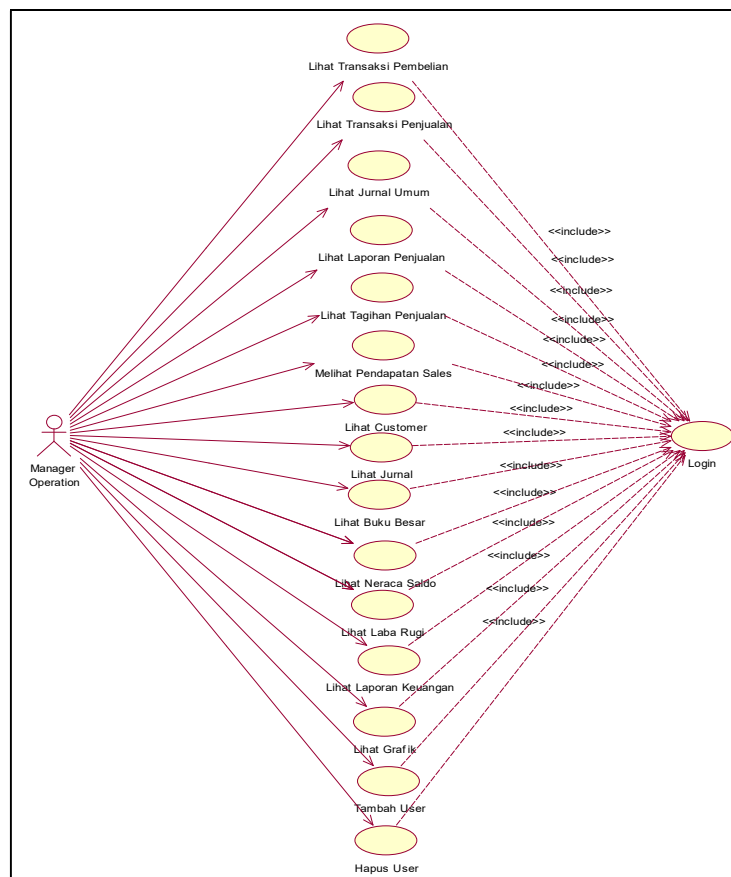 Lihat Transaksi Pembelian
Lihat Transaksi Penjualan
Lihat Jurnal Umum
<<include>>
Lihat Laporan Penjualan
<<include>>
<<include>>
Lihat Tagihan Penjualan
<<include>>
<<include>>
Melihat Pendapatan Sales
<<include>>
<<include>>
Lihat Customer
<<include>>
Manager
Operation
Login
Lihat Jurnal
<<include>>
<<include>>
Lihat Buku Besar
<<include>>
<<include>>
Lihat Neraca Saldo
<<include>>
<<include>>
Lihat Laba Rugi
Lihat Laporan Keuangan
Lihat Grafik
Tambah User
Hapus User